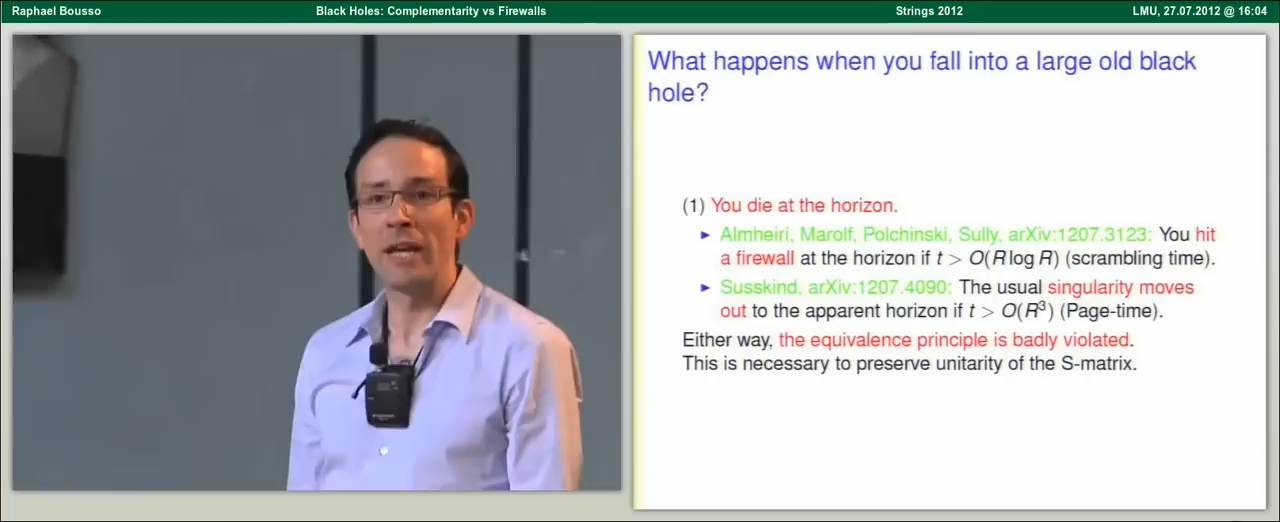 Raphael Bousso Black Holes: Complementarity vs Firewalls Strings 2012 LMU, 27.07.2012 @ 16:04
What happens when you fall into a large old black
hole?
(1) You die at the horizon.
► Almheiri, Marolf, Polchinski, Sully, arXiv:1207.3123: You hit
a firewall at the horizon if t > O(R log R) (scrambling time).
► Susskind, arXiv:1207.4090: The usual singularity moves
out to the apparent horizon if t > O(R³) (Page-time).
Either way, the equivalence principle is badly violated.
This is necessary to preserve unitarity of the S-matrix.